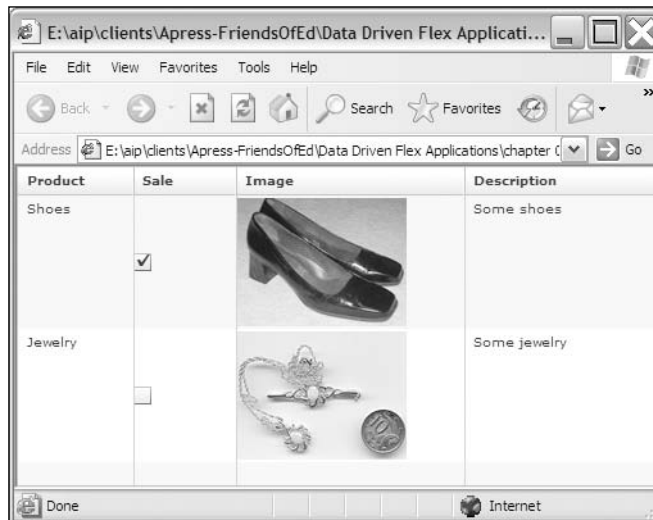 E:\aip\clients\Apress-FriendsOfEd\Data Driven Flex Applicati...
File Edit View Favorites Tools Help
Back Search Favorites »
Address E:\aip\clients\Apress-FriendsOfEd\Data Driven Flex Applications\chapter 0 Go
Product Sale Image Description
Shoes Some shoes
Jewelry Some jewelry
10
Done Internet